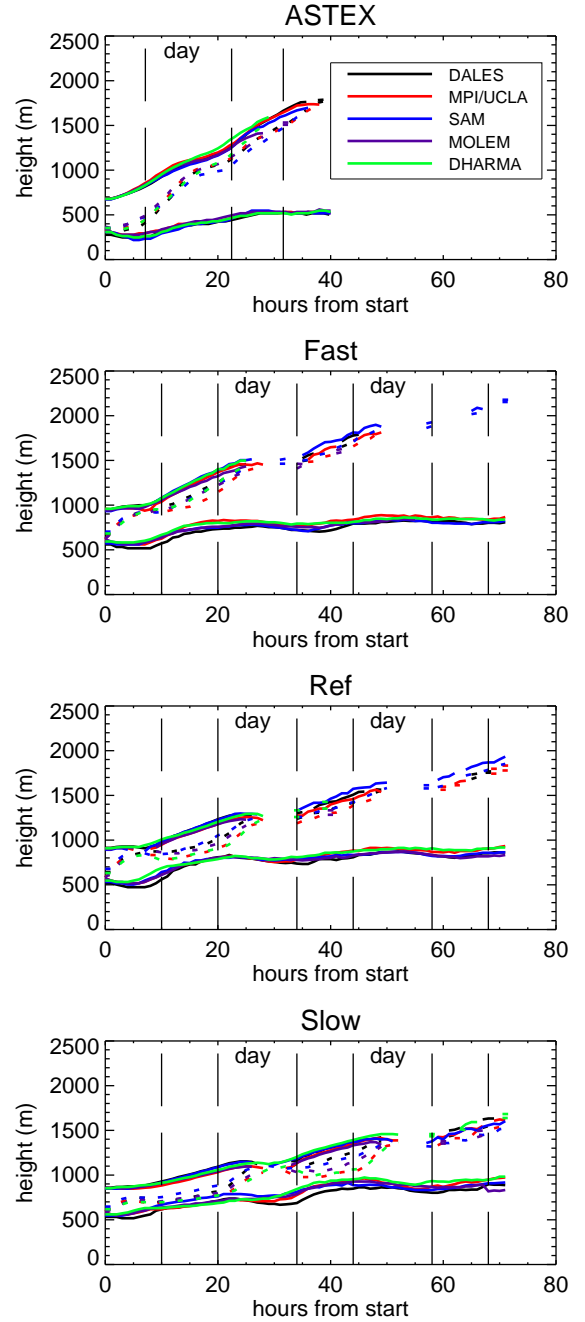 ASTEX
2500
2000
1500
1000
500
0
height (m)
day
DALES
MPI/UCLA
SAM
MOLEM
DHARMA
0 20 40 60 80
hours from start
Fast
2500
2000
1500
1000
500
0
height (m)
day day
0 20 40 60 80
hours from start
Ref
2500
2000
1500
1000
500
0
height (m)
day day
0 20 40 60 80
hours from start
Slow
2500
2000
1500
1000
500
0
height (m)
day day
0 20 40 60 80
hours from start